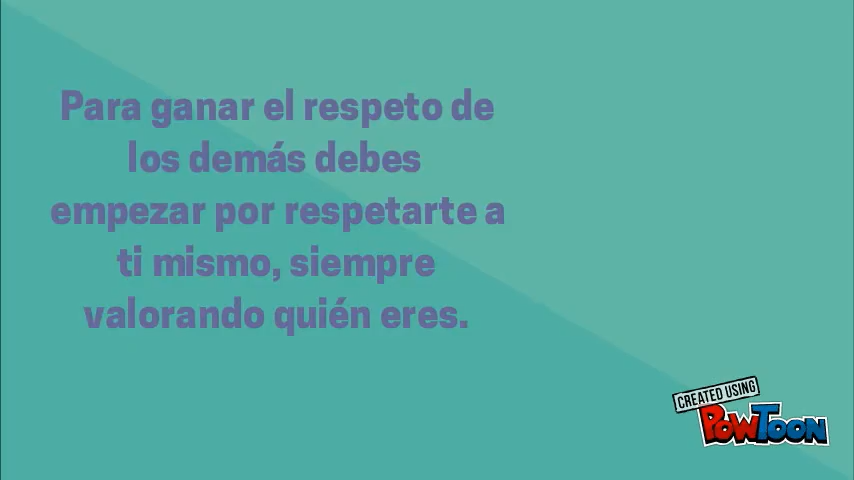 Para ganar el respeto de
los demás debes
empezar por respetarte a
ti mismo, siempre
valorando quién eres.
CREATED USING
POWTOON